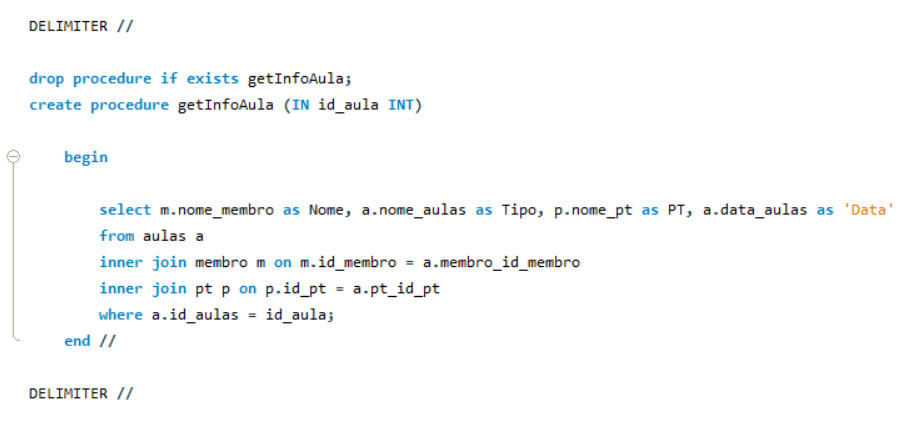 DELIMITER //
drop procedure if exists getInfoAula;
create procedure getInfoAula (IN id_aula INT)
begin
select m.nome_membro as Nome, a.nome_aulas as Tipo, p.nome_pt as PT, a.data_aulas as 'Data'
from aulas a
inner join membro m on m.id_membro = a.membro_id_membro
inner join pt p on p.id_pt = a.pt_id_pt
where a.id_aulas = id_aula;
end //
DELIMITER //